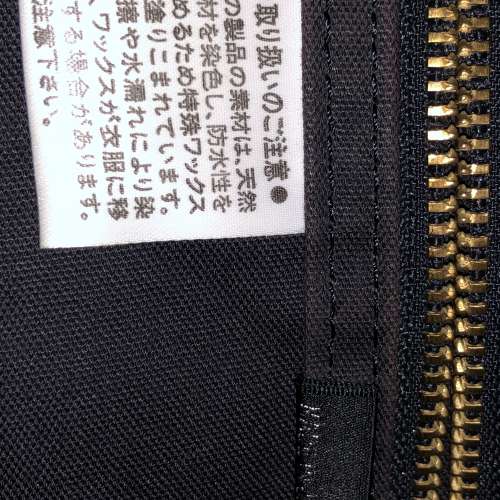 取り扱いのご注意●
の製品の素材は、天然
材を染色し、防水性を
めるため特殊ワックス
塗りこまれています。
擦や水濡れにより染
、ワックスが衣服に移
する場合があります。
注意下さい。